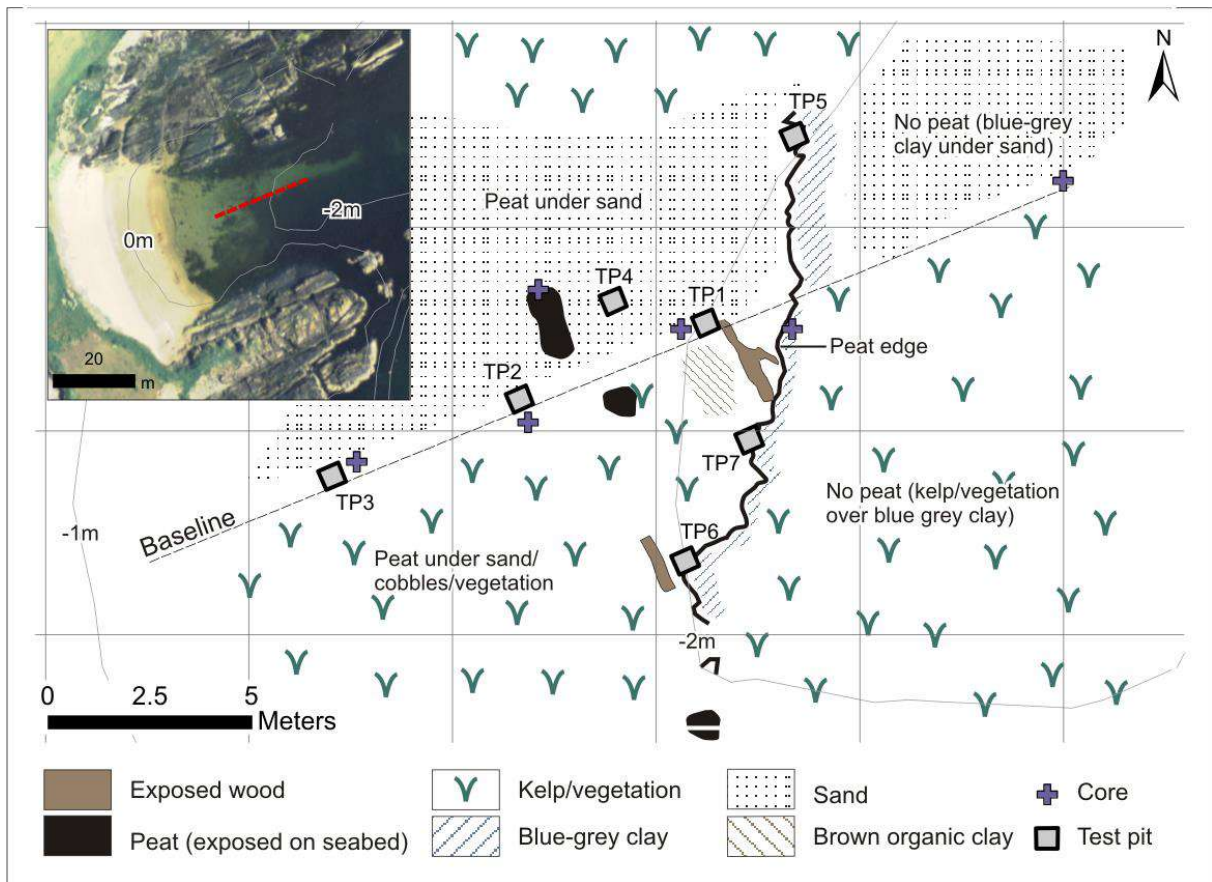 N
TP5
No peat (blue-grey
clay under sand)
0m
-2m
20
m
Peat under sand
TP4
TP1
Peat edge
TP2
TP7
TP3
No peat (kelp/vegetation
over blue grey clay)
-1m
Baseline
TP6
Peat under sand/
cobbles/vegetation
-2m
0 2.5 5
Meters
Exposed wood
Kelp/vegetation
Sand
Core
Peat (exposed on seabed)
Blue-grey clay
Brown organic clay
Test pit